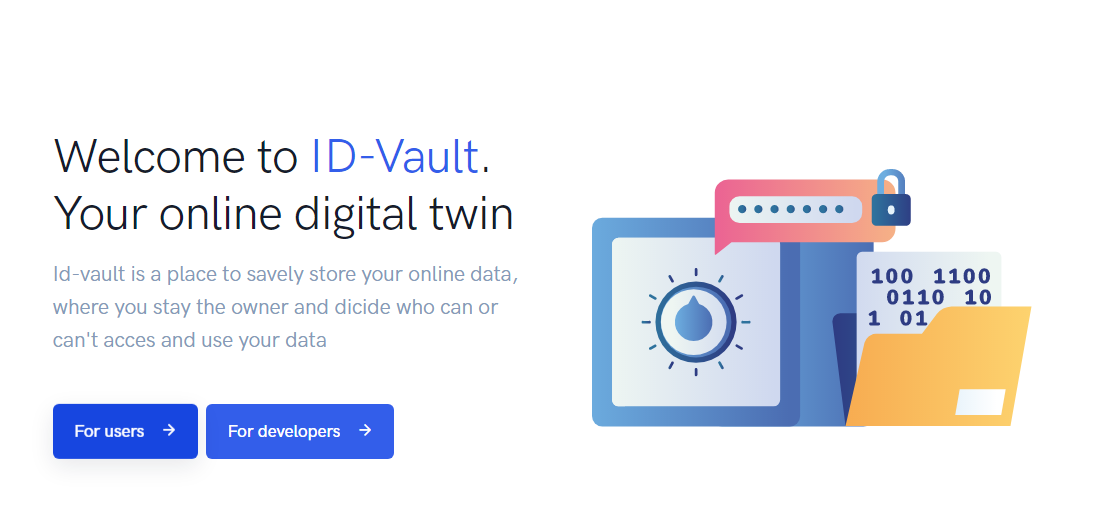 Welcome to ID-Vault.
Your online digital twin
Id-vault is a place to savely store your online data,
where you stay the owner and dicide who can or
can't acces and use your data
For users →
For developers →
100 1100
0110 10
1 01